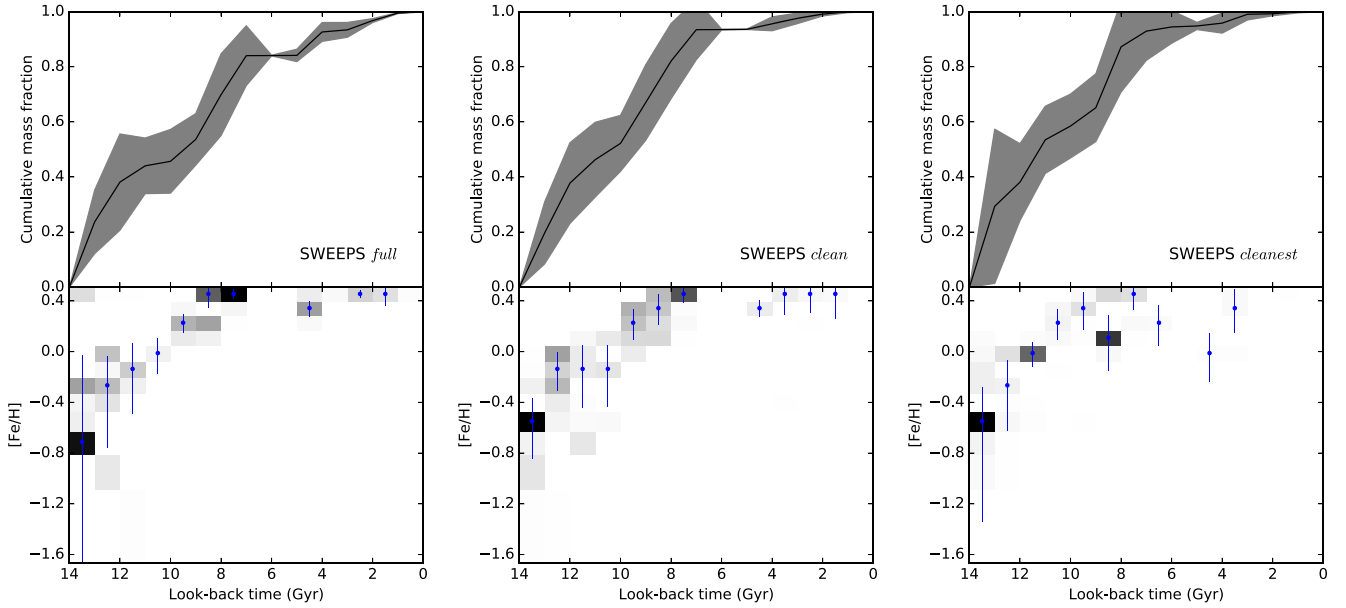 1.0
0.8
0.6
0.4
0.2
0.0
Cumulative mass fraction
SWEEPS full
1.0
0.8
0.6
0.4
0.2
0.0
Cumulative mass fraction
SWEEPS clean
1.0
0.8
0.6
0.4
0.2
0.0
Cumulative mass fraction
SWEEPS cleanest
0.4
0.0
−0.4
−0.8
−1.2
−1.6
[Fe/H]
14 12 10 8 6 4 2 0
Look-back time (Gyr)
0.4
0.0
−0.4
−0.8
−1.2
−1.6
[Fe/H]
14 12 10 8 6 4 2 0
Look-back time (Gyr)
0.4
0.0
−0.4
−0.8
−1.2
−1.6
[Fe/H]
14 12 10 8 6 4 2 0
Look-back time (Gyr)